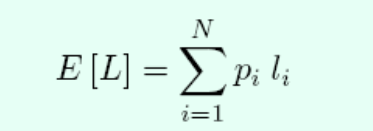 E [L] = \sum_{i=1}^{N} p_i l_i